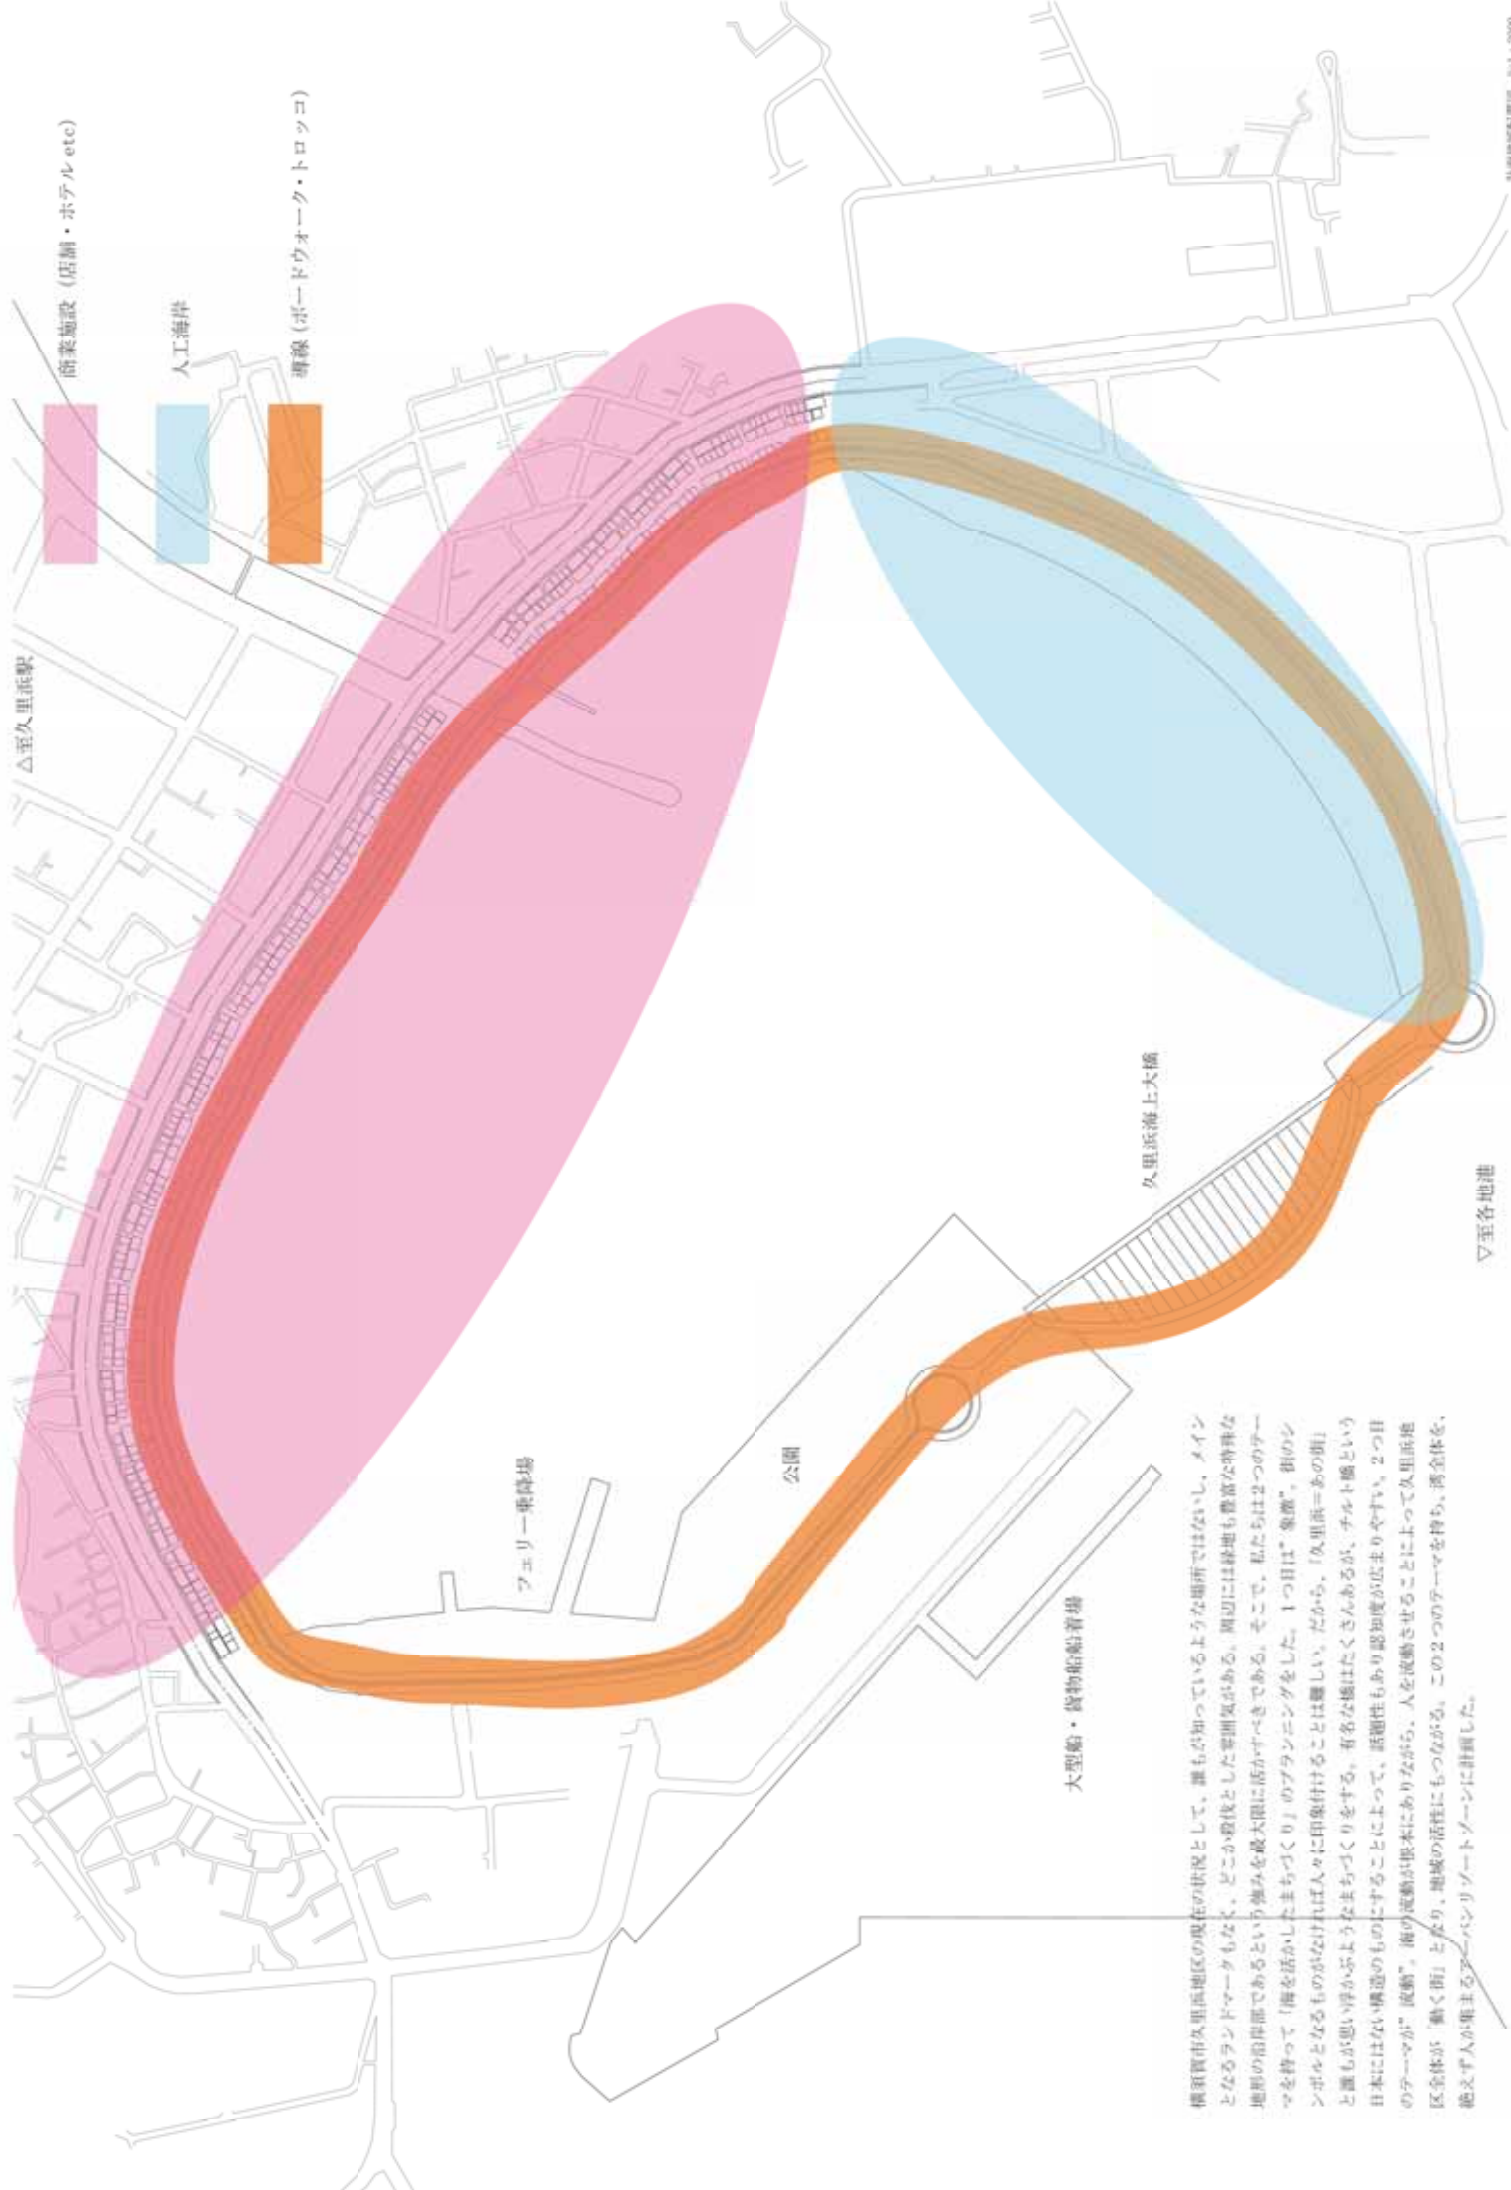 商業施設（店舗・ホテルetc）
人工海岸
導線（ボードウォーク・トロッコ）
△至久里浜駅
フェリー乗降場
公園
久里浜海上大橋
大型船・貨物船船着場
▽至各地港
横須賀市久里浜地区の現在の状況として、誰もが知っているような場所ではないし、メイン
となるランドマークもなく、どこか殺伐とした雰囲気がある。周辺には緑地も豊富な特殊な
地形の沿岸部であるという強みを最大限に活かすべきである。そこで、私たちは2つのテー
マを持って「海を活かしたまちづくり」のプランニングをした。1つ目は”象徴”。街のシ
ンボルとなるものがなければ人々に印象付けることは難しい。だから、「久里浜＝あの街」
と誰もが思い浮かぶようなまちづくりをする。有名な橋はたくさんあるが、チルト橋という
日本にはない構造のものにすることによって、話題性もあり認知度が広まりやすい。2つ目
のテーマが”流動”。海の流動が根本にありながら、人を流動させることによって久里浜地
区全体が「動く街」となり、地域の活性にもつながる。この2つのテーマを持ち、湾全体を、
絶えず人が集まるアーバンリゾートゾーンに計画した。